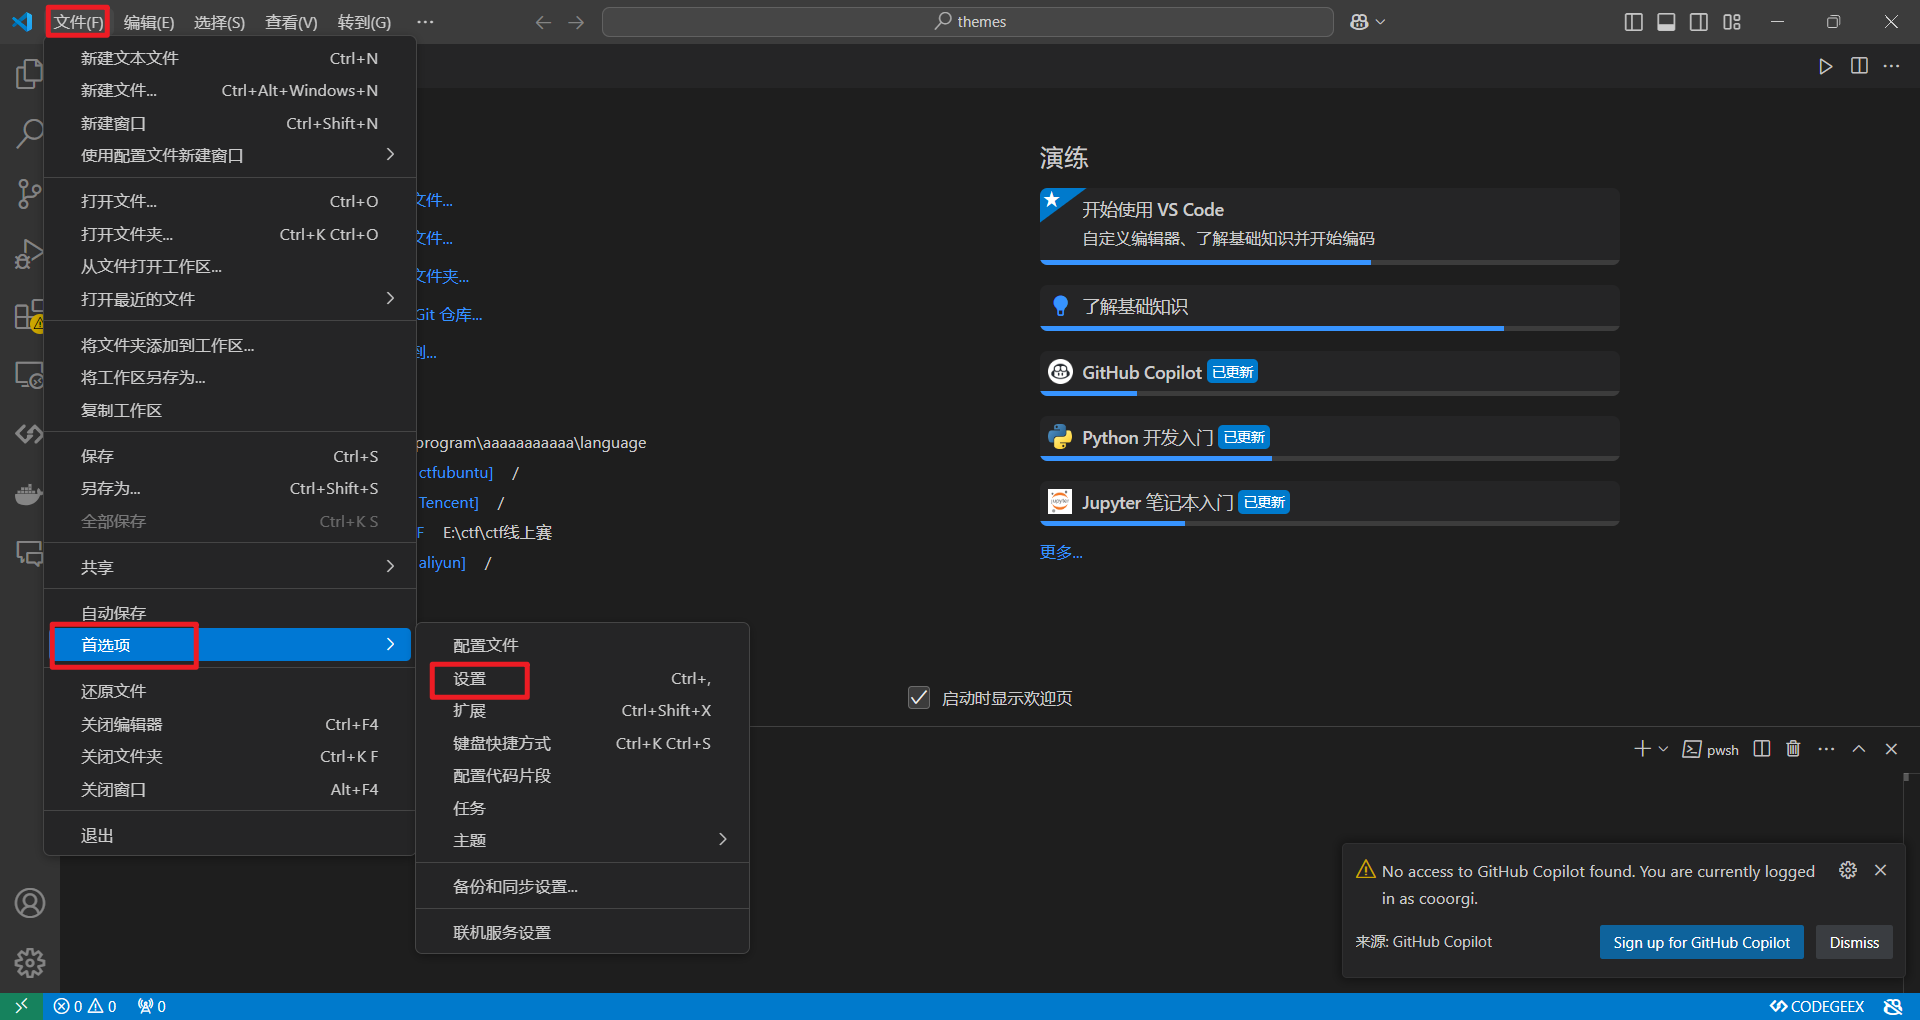 文件(F) 编辑(E) 选择(S) 查看(V) 转到(G) ··· themes
新建文本文件 Ctrl+N
新建文件... Ctrl+Alt+Windows+N
新建窗口 Ctrl+Shift+N
使用配置文件新建窗口
打开文件... Ctrl+O
打开文件夹... Ctrl+K Ctrl+O
从文件打开工作区...
打开最近的文件
将文件夹添加到工作区...
将工作区另存为...
复制工作区
保存 Ctrl+S
另存为... Ctrl+Shift+S
全部保存 Ctrl+K S
共享
自动保存
首选项
还原文件
关闭编辑器 Ctrl+F4
关闭文件夹 Ctrl+K F
关闭窗口 Alt+F4
退出
配置文件
设置 Ctrl+,
扩展 Ctrl+Shift+X
键盘快捷方式 Ctrl+K Ctrl+S
配置代码片段
任务
主题
备份和同步设置...
联机服务设置
文件...
文件...
文件夹...
Git 仓库...
到...
program\aaaaaaaaaaa\language
ctfubuntu] /
Tencent] /
F E:\ctf\ctf线上赛
aliyun] /
演练
开始使用 VS Code
自定义编辑器、了解基础知识并开始编码
了解基础知识
GitHub Copilot 已更新
Python 开发入门 已更新
Jupyter 笔记本入门 已更新
更多...
启动时显示欢迎页
pwsh
No access to GitHub Copilot found. You are currently logged
in as cooorgi.
来源: GitHub Copilot Sign up for GitHub Copilot Dismiss
0 0 0 CODEGEEX